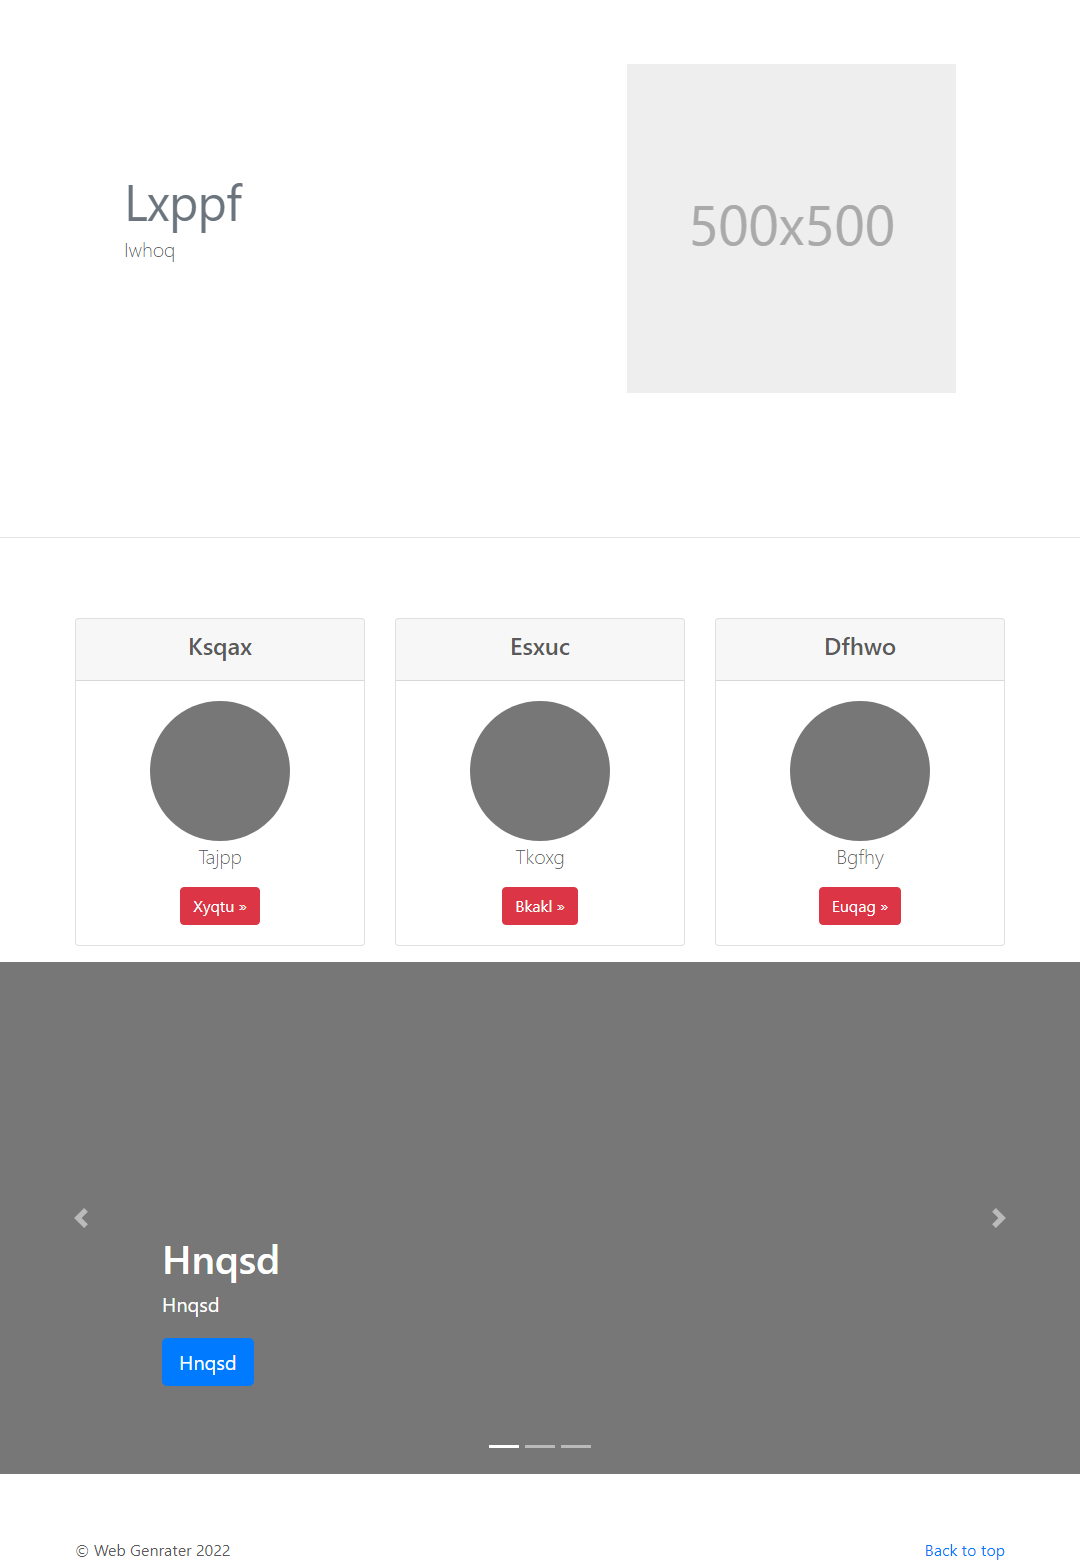 Lxppf
lwhoq
500x500
Ksqax
Esxuc
Dfhwo
Tajpp
Tkoxg
Bgfhy
Xyqtu »
Bkakl »
Euqag »
Hnqsd
Hnqsd
Hnqsd
© Web Genrater 2022
Back to top